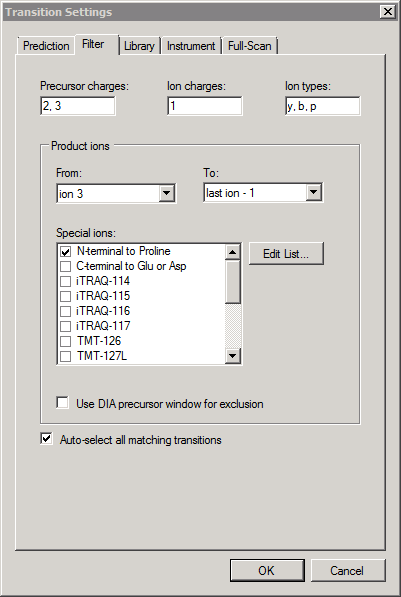 Transition Settings
Prediction Filter Library Instrument Full-Scan
Precursor charges: Ion charges: Ion types:
2, 3 1 y, b, p
Product ions
From: To:
ion 3 last ion - 1
Special ions:
N-terminal to Proline
Edit List...
C-terminal to Glu or Asp
iTRAQ-114
iTRAQ-115
iTRAQ-116
iTRAQ-117
TMT-126
TMT-127L
Use DIA precursor window for exclusion
Auto-select all matching transitions
OK Cancel